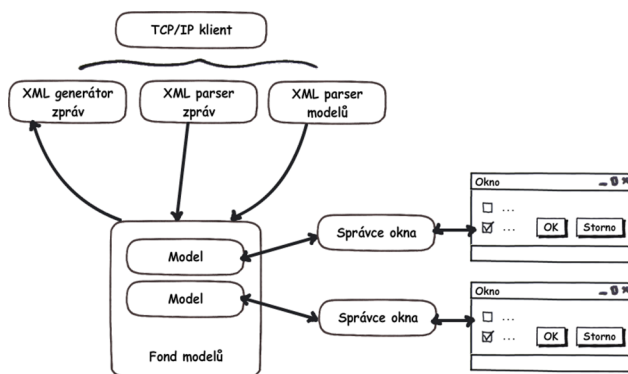 TCP/IP klient
XML generátor
zpráv
XML parser
zpráv
XML parser
modelů
Okno
...
...
OK
Storno
Model
Správce okna
Model
Správce okna
Fond modelů
Okno
...
...
OK
Storno